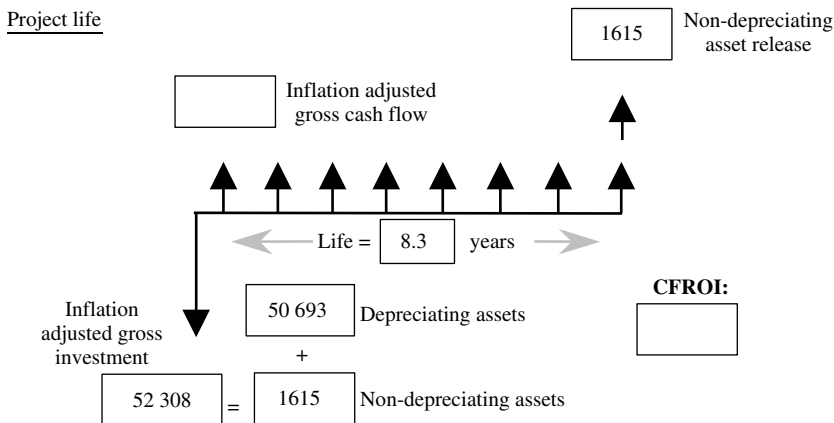 Project life
1615
Non-depreciating
asset release
Inflation adjusted
gross cash flow
Life = 8.3 years
CFROI:
Inflation
adjusted gross
investment
50 693 Depreciating assets
+
52 308 = 1615 Non-depreciating assets